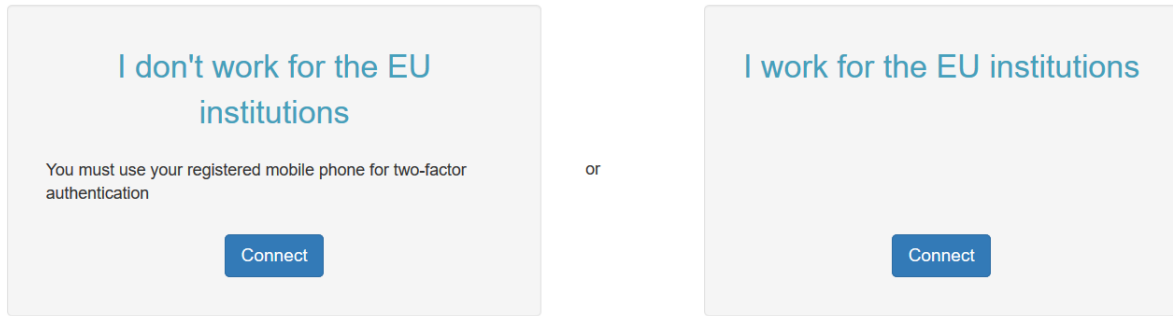 I don't work for the EU
institutions
You must use your registered mobile phone for two-factor
authentication
Connect
or
I work for the EU institutions
Connect